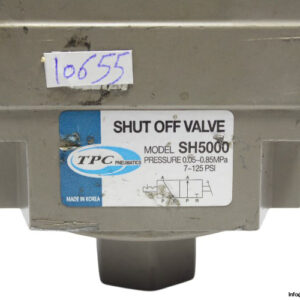 10655
SHUT OFF VALVE
MODEL SH5000
PRESSURE 0.05~0.85MPa
7~125 PSI
TPC
PNEUMATICS
MADE IN KOREA